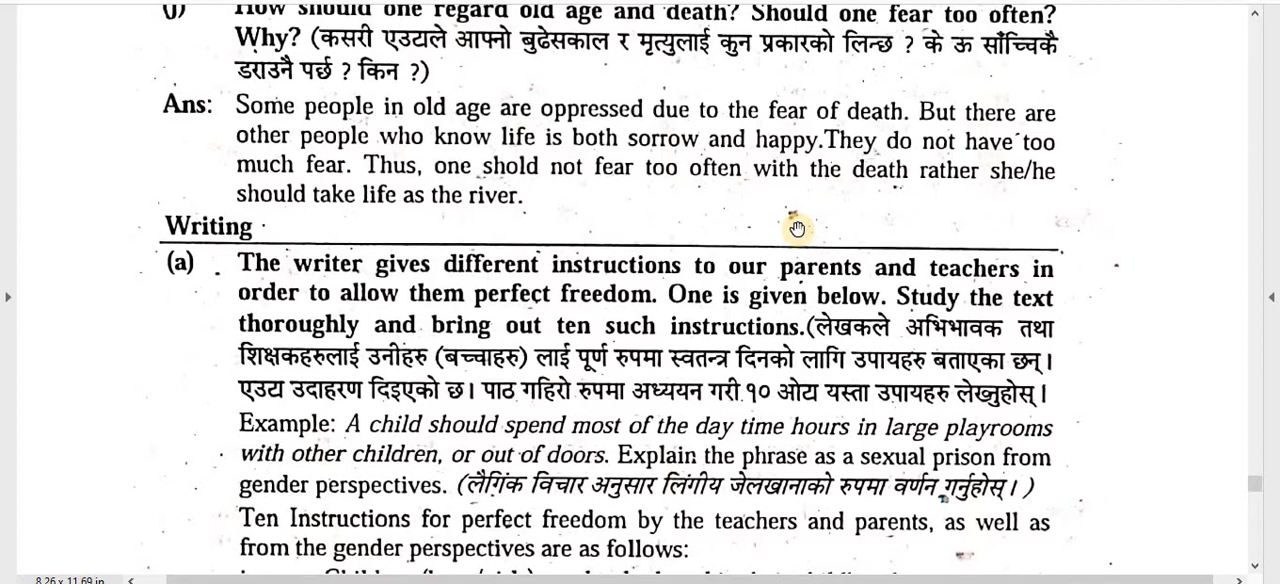 (j) How should one regard old age and death? Should one fear too often?
Why? (कसरी एउटाले आफ्नो बुढेसकाल र मृत्युलाई कुन प्रकारको लिन्छ ? के ऊ साँच्चिकै
डराउनै पर्छ ? किन ?)
Ans: Some people in old age are oppressed due to the fear of death. But there are
other people who know life is both sorrow and happy.They do not have too
much fear. Thus, one shold not fear too often with the death rather she/he
should take life as the river.
Writing
(a) The writer gives different instructions to our parents and teachers in
order to allow them perfect freedom. One is given below. Study the text
thoroughly and bring out ten such instructions.(लेखकले अभिभावक तथा
शिक्षकहरुलाई उनीहरु (बच्चाहरु) लाई पूर्ण रुपमा स्वतन्त्र दिनको लागि उपायहरु बताएका छन्।
एउटा उदाहरण दिइएको छ। पाठ गहिरो रुपमा अध्ययन गरी १० ओटा यस्ता उपायहरु लेख्नुहोस्।
Example: A child should spend most of the day time hours in large playrooms
with other children, or out of doors. Explain the phrase as a sexual prison from
gender perspectives. (लैगिंक विचार अनुसार लिंगीय जेलखानाको रुपमा वर्णन गर्नुहोस्। )
Ten Instructions for perfect freedom by the teachers and parents, as well as
from the gender perspectives are as follows:
8.26 x 11.69 in